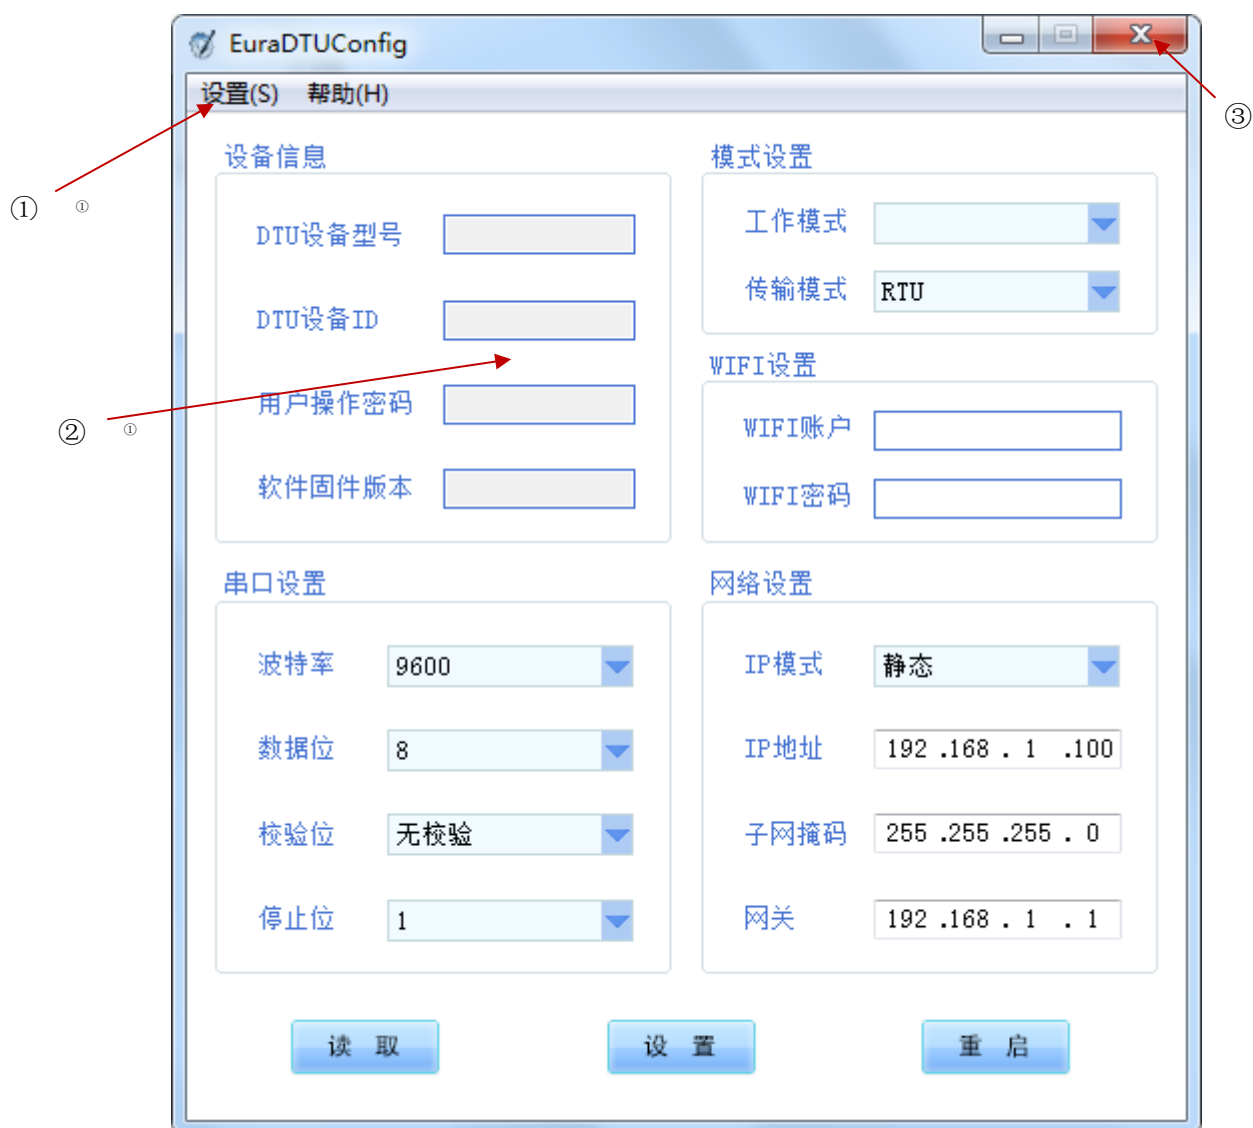 EuraDTUConfig
③
设置(S) 帮助(H)
① ①
设备信息
DTU设备型号
DTU设备ID
② ①
用户操作密码
软件固件版本
模式设置
工作模式
传输模式 RTU
WIFI设置
WIFI账户
WIFI密码
串口设置
波特率 9600
数据位 8
校验位 无校验
停止位 1
网络设置
IP模式 静态
IP地址 192 .168 . 1 .100
子网掩码 255 .255 .255 . 0
网关 192 .168 . 1 . 1
读 取 设 置 重 启